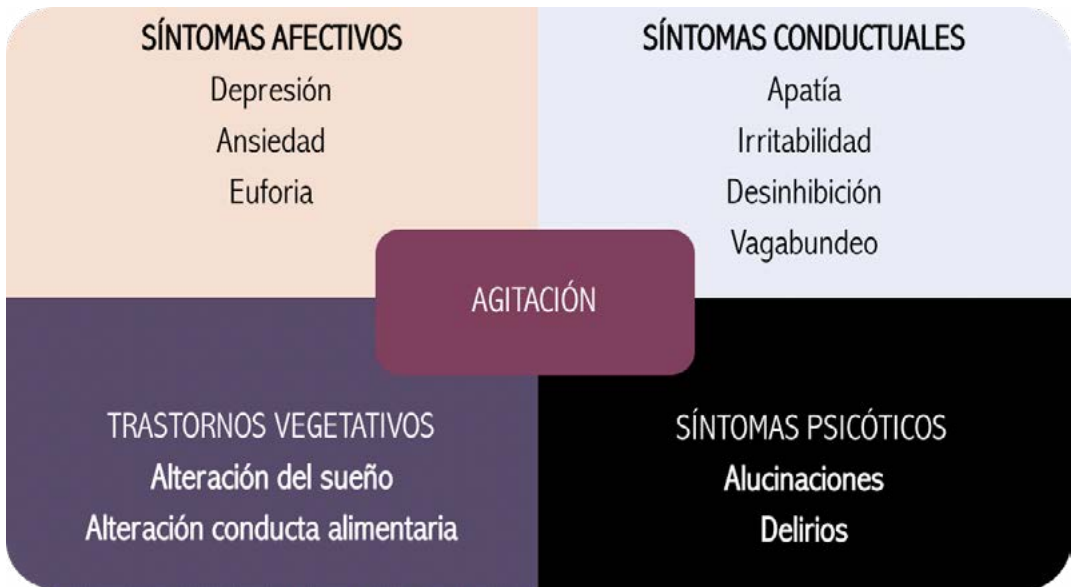 SÍNTOMAS AFECTIVOS
Depresión
Ansiedad
Euforia
SÍNTOMAS CONDUCTUALES
Apatía
Irritabilidad
Desinhibición
Vagabundeo
AGITACIÓN
TRASTORNOS VEGETATIVOS
Alteración del sueño
Alteración conducta alimentaria
SÍNTOMAS PSICÓTICOS
Alucinaciones
Delirios